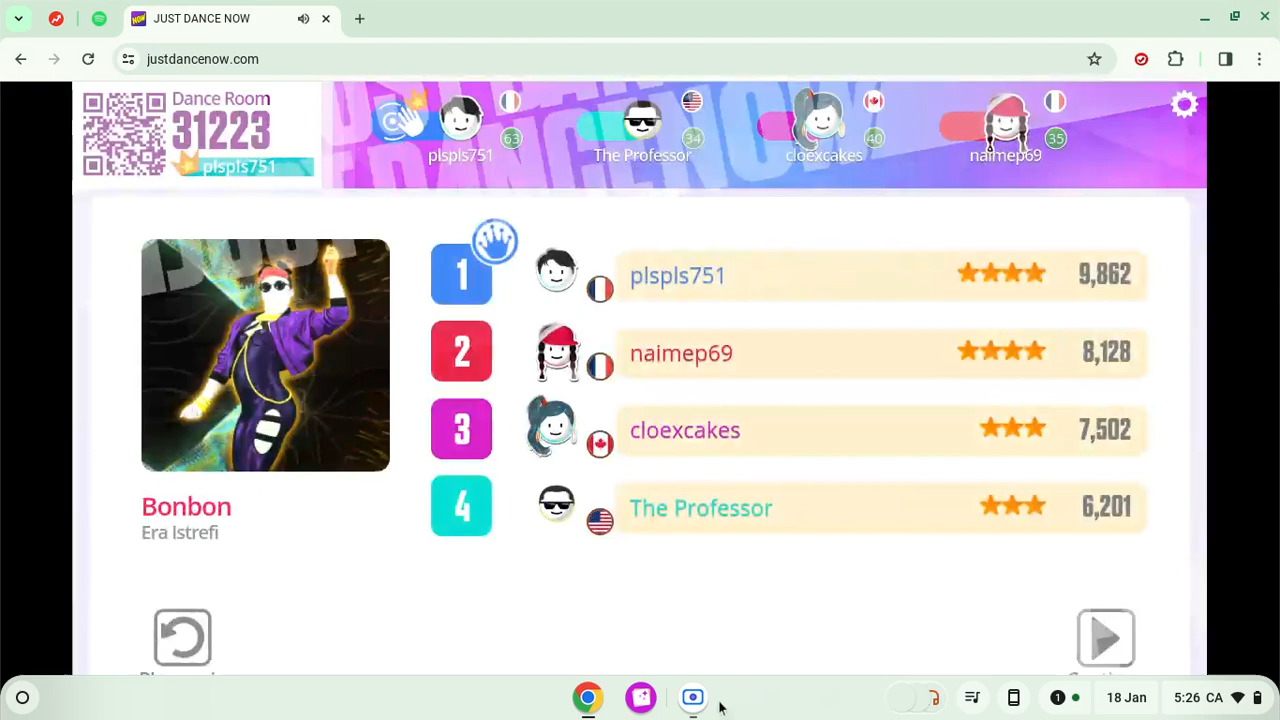 JUST DANCE NOW
justdancenow.com
Dance Room
31223
plspls751
plspls751
63
The Professor
34
cloexcakes
40
naimep69
35
1
plspls751
9,862
2
naimep69
8,128
3
cloexcakes
7,502
4
The Professor
6,201
Bonbon
Era Istrefi
1
18 Jan
5:26 CA